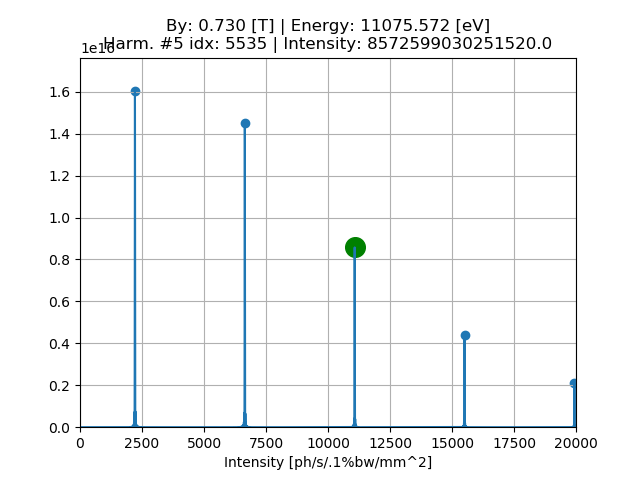 By: 0.730 [T] | Energy: 11075.572 [eV]
Harm. #5 idx: 5535 | Intensity: 8572599030251520.0
1e16
1.6
1.4
1.2
1.0
0.8
0.6
0.4
0.2
0.0
0 2500 5000 7500 10000 12500 15000 17500 20000
Intensity [ph/s/.1%bw/mm^2]